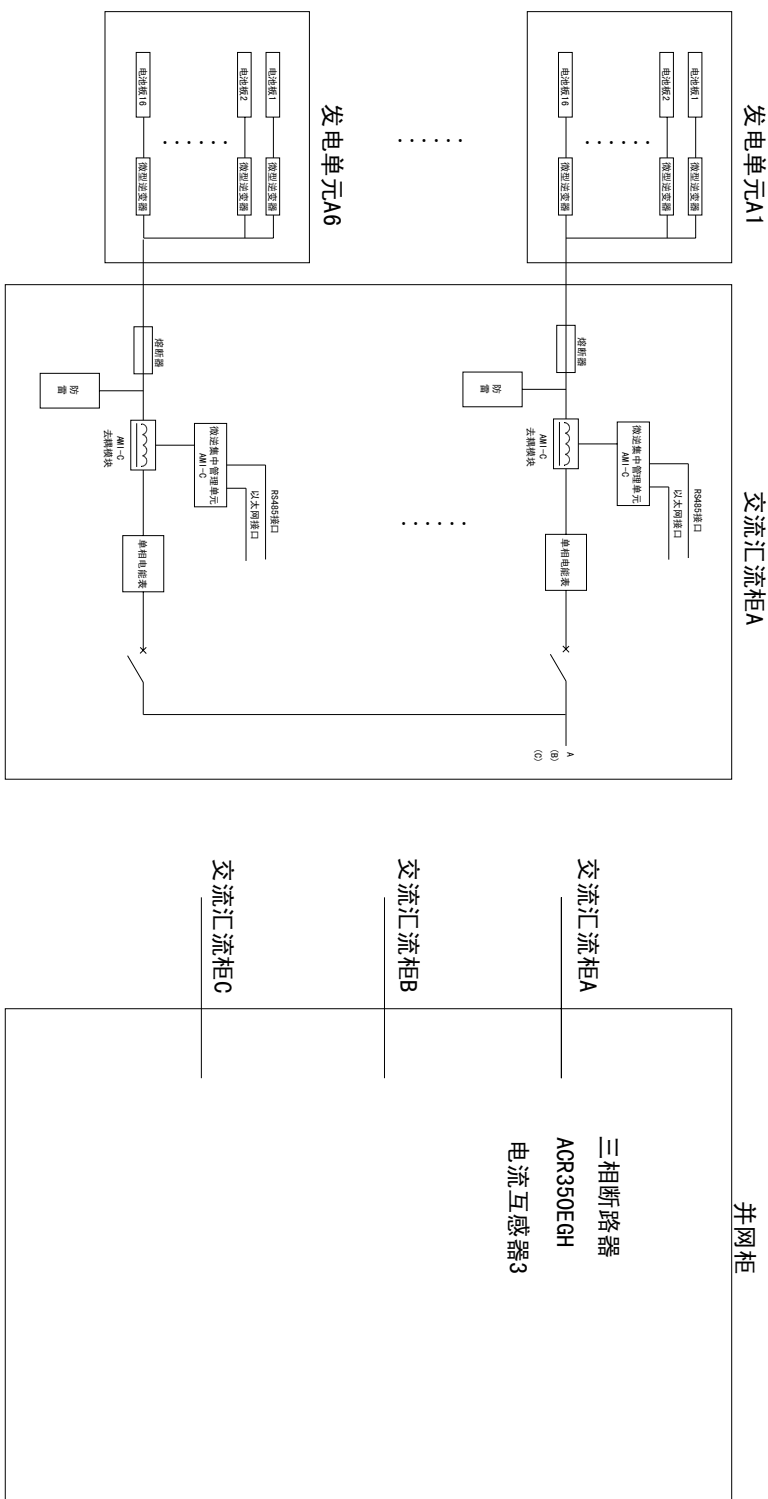 发电单元A1
电池板1
电池板2
电池板16
······
微型逆变器
微型逆变器
微型逆变器
······
发电单元A6
电池板1
电池板2
电池板16
······
微型逆变器
微型逆变器
微型逆变器
交流汇流柜A
熔断器
防雷
AMI-C
去耦模块
微逆集中管理单元
AMI-C
RS485接口
以太网接口
单相电能表
A
(B)
(C)
······
熔断器
防雷
AMI-C
去耦模块
微逆集中管理单元
AMI-C
RS485接口
以太网接口
单相电能表
并网柜
交流汇流柜A
交流汇流柜B
交流汇流柜C
三相断路器
ACR350EGH
电流互感器3